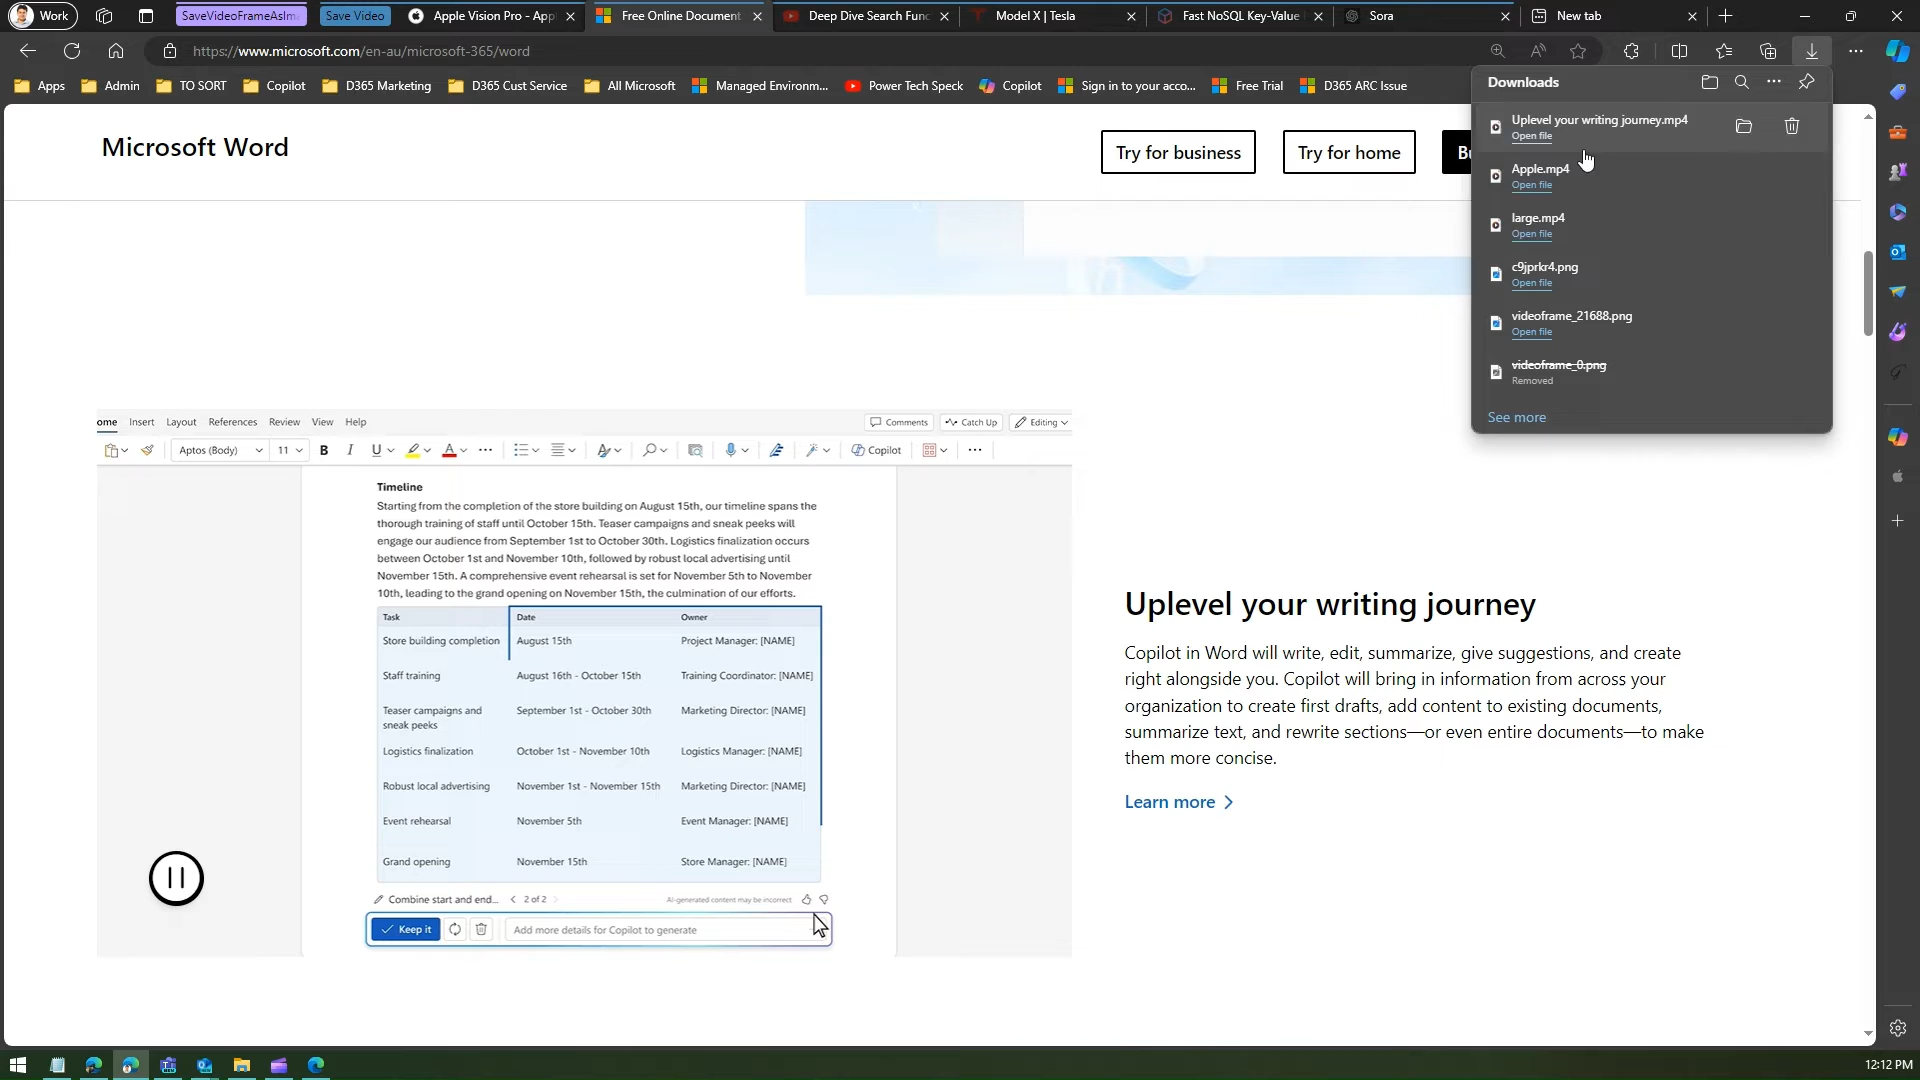 Work
SaveVideoFrameAsIma
Save Video
Apple Vision Pro - App
Free Online Document
Deep Dive Search Func
Model X | Tesla
Fast NoSQL Key-Value
Sora
New tab
https://www.microsoft.com/en-au/microsoft-365/word
Apps
Admin
TO SORT
Copilot
D365 Marketing
D365 Cust Service
All Microsoft
Managed Environm...
Power Tech Speck
Copilot
Sign in to your acco...
Free Trial
D365 ARC Issue
Downloads
Uplevel your writing journey.mp4
Open file
Apple.mp4
Open file
large.mp4
Open file
c9jprkr4.png
Open file
videoframe_21688.png
Open file
videoframe_0.png
Removed
See more
Microsoft Word
Try for business
Try for home
Bu
ome Insert Layout References Review View Help
Comments
Catch Up
Editing
Aptos (Body)
11
B I U A
Copilot
Timeline
Starting from the completion of the store building on August 15th, our timeline spans the
thorough training of staff until October 15th. Teaser campaigns and sneak peeks will
engage our audience from September 1st to October 30th. Logistics finalization occurs
between October 1st and November 10th, followed by robust local advertising until
November 15th. A comprehensive event rehearsal is set for November 5th to November
10th, leading to the grand opening on November 15th, the culmination of our efforts.
Task Date Owner
Store building completion August 15th Project Manager: [NAME]
Staff training August 16th - October 15th Training Coordinator: [NAME]
Teaser campaigns and September 1st - October 30th Marketing Director: [NAME]
sneak peeks
Logistics finalization October 1st - November 10th Logistics Manager: [NAME]
Robust local advertising November 1st - November 15th Marketing Director: [NAME]
Event rehearsal November 5th Event Manager: [NAME]
Grand opening November 15th Store Manager: [NAME]
Combine start and end... < 2 of 2 >
AI-generated content may be incorrect
Keep it
Add more details for Copilot to generate
Uplevel your writing journey
Copilot in Word will write, edit, summarize, give suggestions, and create
right alongside you. Copilot will bring in information from across your
organization to create first drafts, add content to existing documents,
summarize text, and rewrite sections—or even entire documents—to make
them more concise.
Learn more
12:12 PM